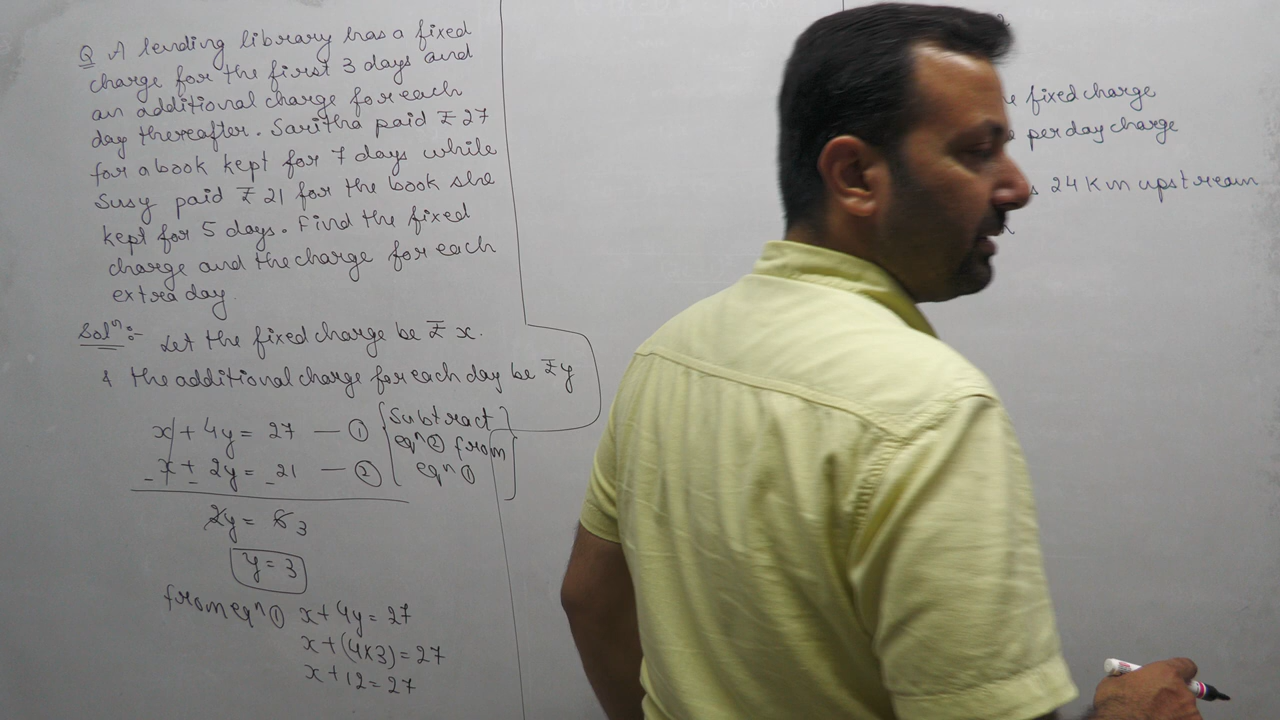 Q A lending library has a fixed
charge for the first 3 days and
an additional charge for each
day thereafter. Saritha paid ₹ 27
for a book kept for 7 days while
Susy paid ₹ 21 for the book she
kept for 5 days. Find the fixed
charge and the charge for each
extra day.
Solⁿ:- Let the fixed charge be ₹ x.
& the additional charge for each day be ₹ y
x + 4y = 27 — ①
x + 2y = 21 — ②
- - -
{Subtract
eqⁿ ② from
eqⁿ ①}
2y = 6 3
y = 3
from eqⁿ ① x + 4y = 27
x + (4×3) = 27
x + 12 = 27
fixed charge
per day charge
24 Km upstream